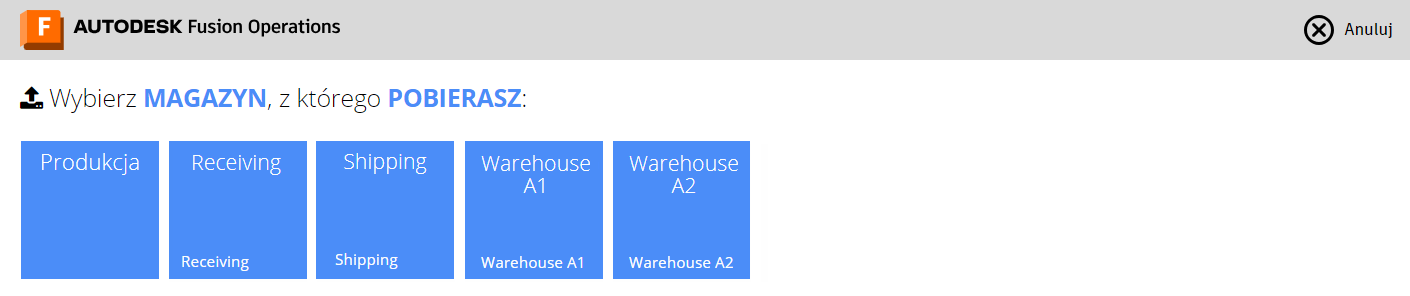 F AUTODESK Fusion Operations
Anuluj
Wybierz MAGAZYN, z którego POBIERASZ:
Produkcja
Receiving
Receiving
Shipping
Shipping
Warehouse
A1
Warehouse A1
Warehouse
A2
Warehouse A2